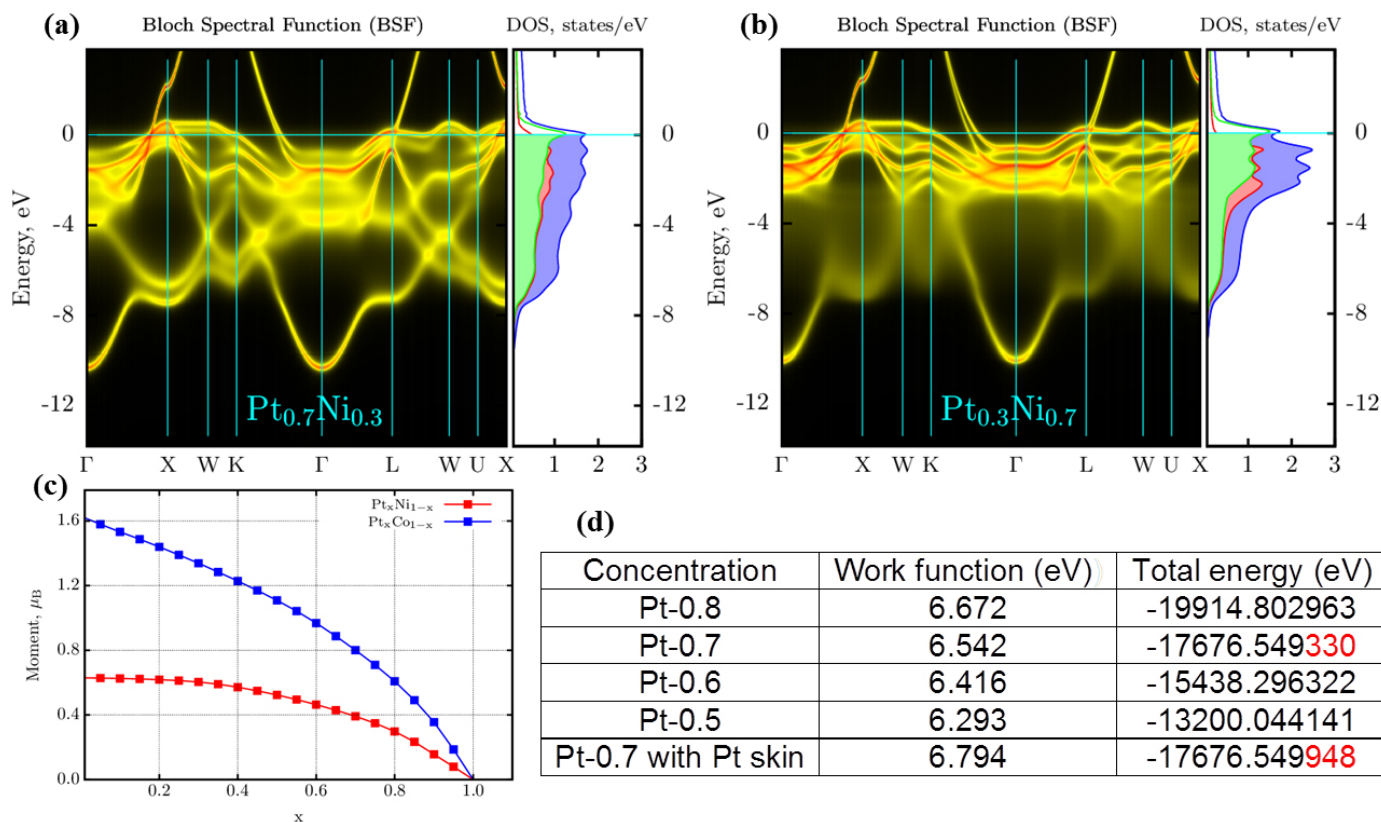 (a) Bloch Spectral Function (BSF) DOS, states/eV
Energy, eV
0
-4
-8
-12
0
-4
-8
-12
Pt0.7Ni0.3
Γ X W K Γ L W U X 1 2 3
(b) Bloch Spectral Function (BSF) DOS, states/eV
Energy, eV
0
-4
-8
-12
0
-4
-8
-12
Pt0.3Ni0.7
Γ X W K Γ L W U X 1 2 3
(c)
PtxNi1−x
PtxCo1−x
Moment, μB
1.6
1.2
0.8
0.4
0.0
0.2 0.4 0.6 0.8 1.0
x
(d)
Concentration Work function (eV) Total energy (eV)
Pt-0.8 6.672 -19914.802963
Pt-0.7 6.542 -17676.549330
Pt-0.6 6.416 -15438.296322
Pt-0.5 6.293 -13200.044141
Pt-0.7 with Pt skin 6.794 -17676.549948